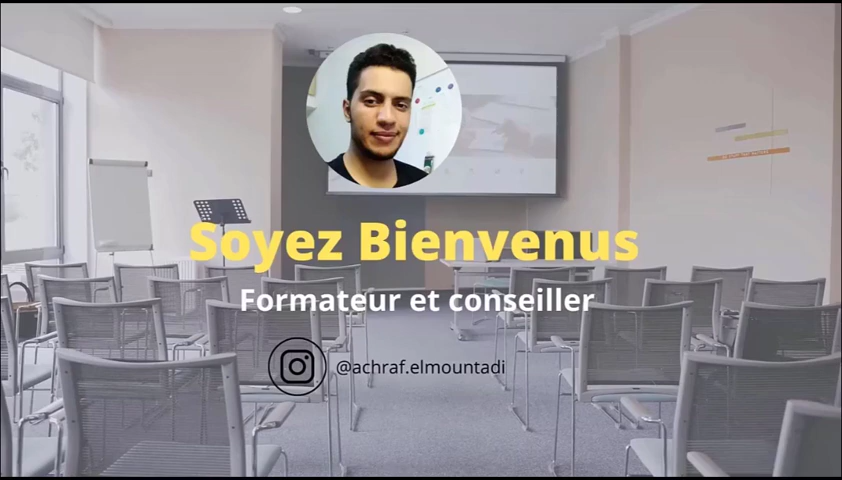 Soyez Bienvenus
Formateur et conseiller
@achraf.elmountadi